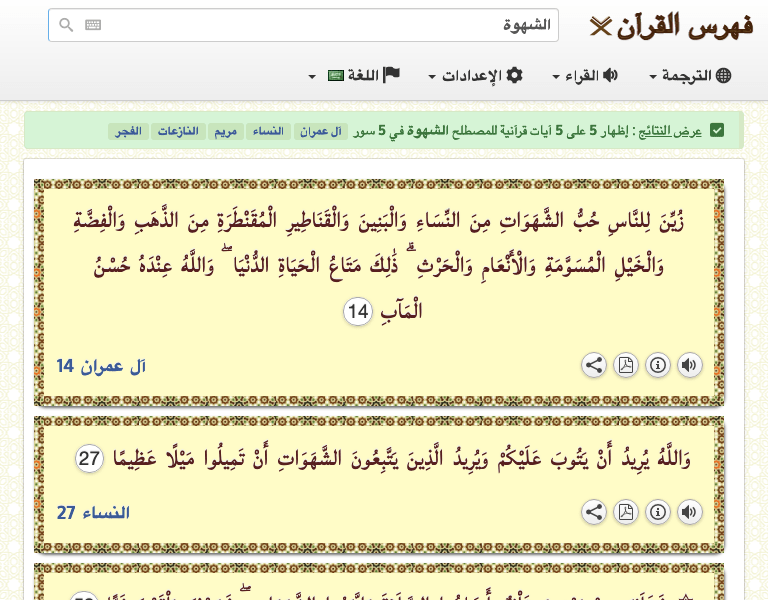 فهرس القرآن
الشهوة
الترجمة القراء الإعدادات اللغة
عرض النتائج : إظهار 5 على 5 آيات قرآنية للمصطلح الشهوة في 5 سور آل عمران النساء مريم النازعات الفجر
زُيِّنَ لِلنَّاسِ حُبُّ الشَّهَوَاتِ مِنَ النِّسَاءِ وَالْبَنِينَ وَالْقَنَاطِيرِ الْمُقَنْطَرَةِ مِنَ الذَّهَبِ وَالْفِضَّةِ
وَالْخَيْلِ الْمُسَوَّمَةِ وَالْأَنْعَامِ وَالْحَرْثِ ۗ ذَٰلِكَ مَتَاعُ الْحَيَاةِ الدُّنْيَا ۖ وَاللَّهُ عِنْدَهُ حُسْنُ
الْمَآبِ 14
آل عمران 14
وَاللَّهُ يُرِيدُ أَنْ يَتُوبَ عَلَيْكُمْ وَيُرِيدُ الَّذِينَ يَتَّبِعُونَ الشَّهَوَاتِ أَنْ تَمِيلُوا مَيْلًا عَظِيمًا 27
النساء 27